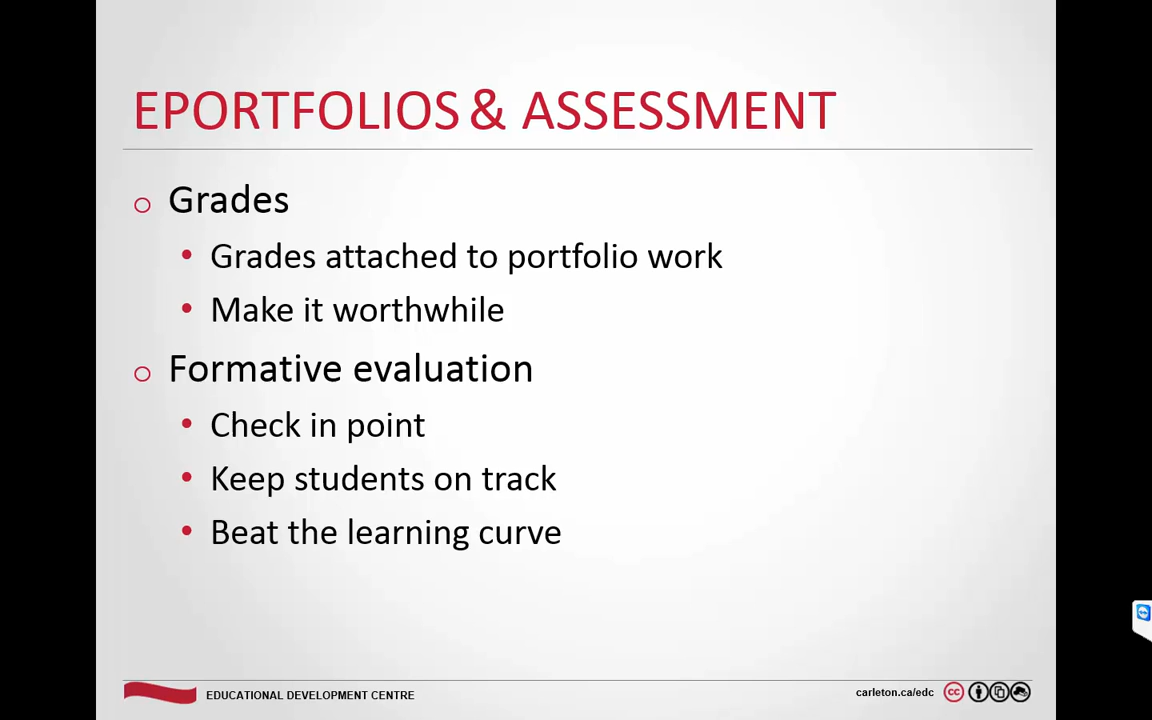 EPORTFOLIOS & ASSESSMENT
Grades
Grades attached to portfolio work
Make it worthwhile
Formative evaluation
Check in point
Keep students on track
Beat the learning curve
EDUCATIONAL DEVELOPMENT CENTRE
carleton.ca/edc
cc